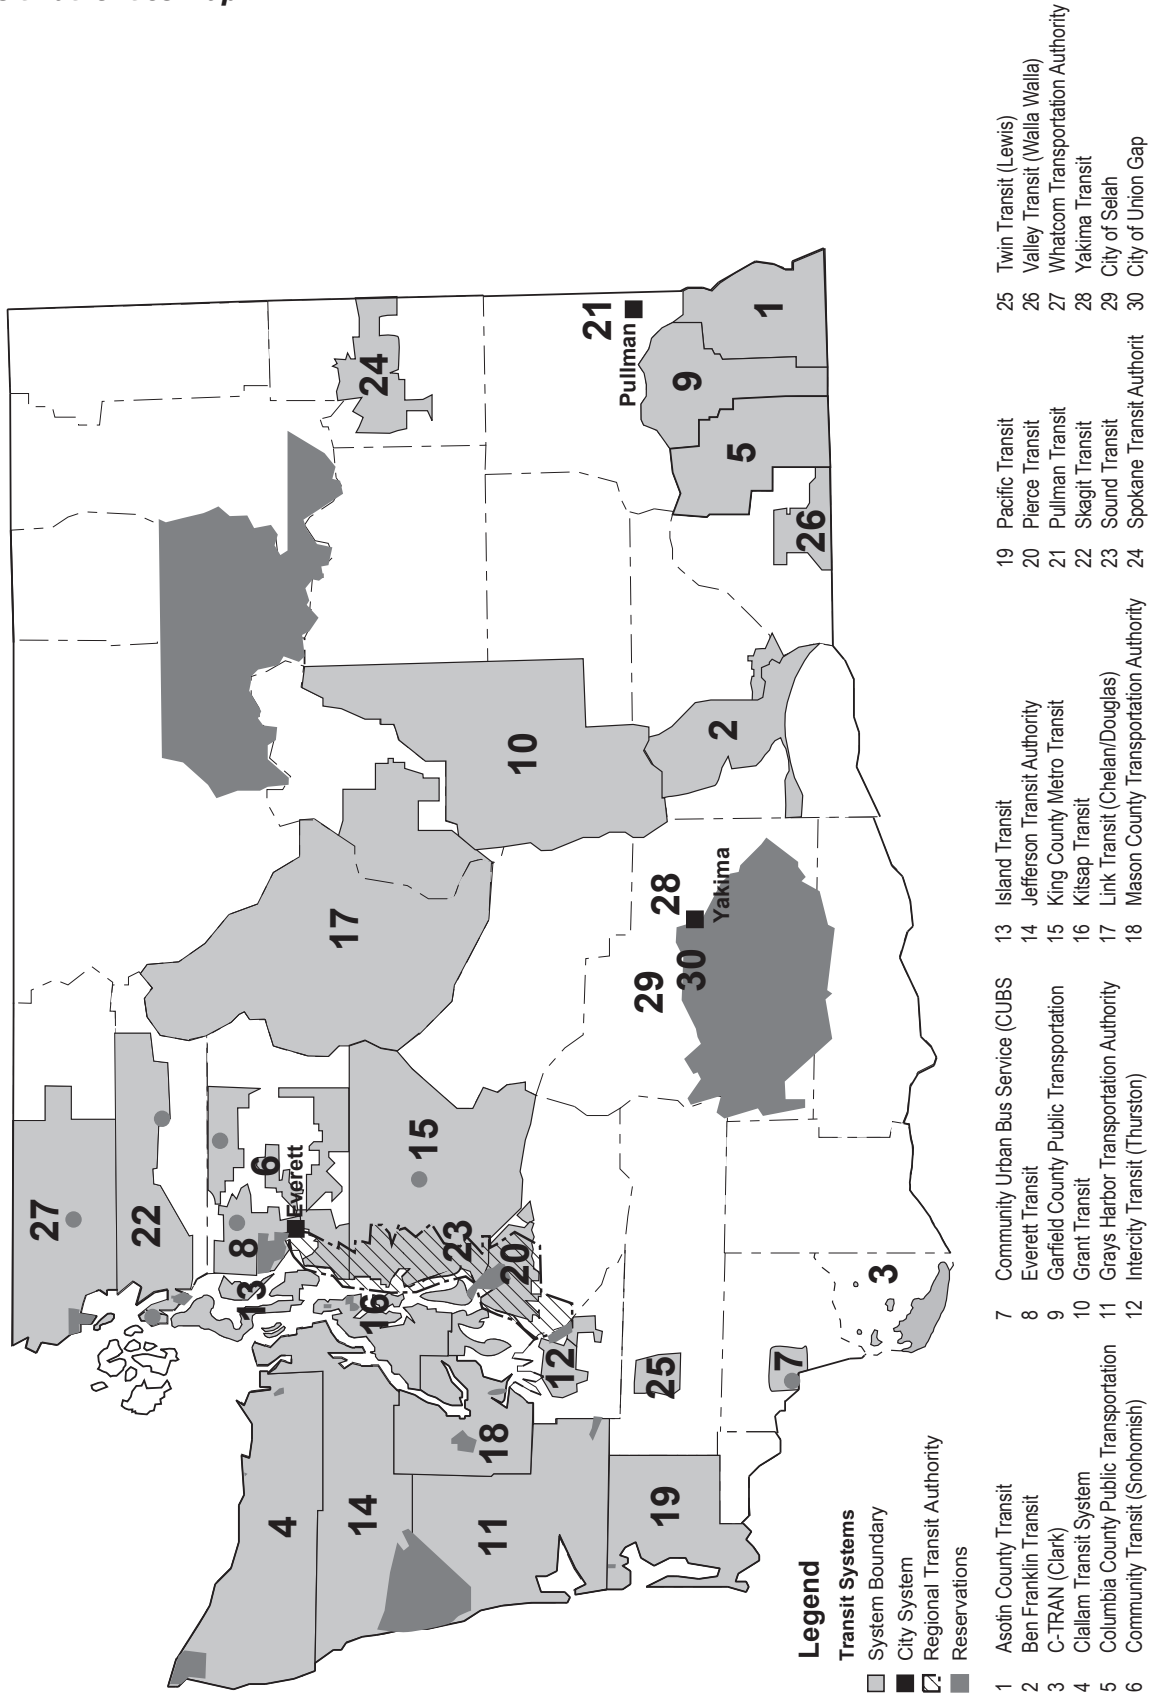 27
22
8
6
13
Everett
4
17
14
16
24
15
23
11
18
20
10
12
21
Pullman
29
28
25
19
9
30
Yakima
2
5
1
7
26
3
Legend
Transit Systems
System Boundary
City System
Regional Transit Authority
Reservations
1 Asotin County Transit
2 Ben Franklin Transit
3 C-TRAN (Clark)
4 Clallam Transit System
5 Columbia County Public Transportation
6 Community Transit (Snohomish)
7 Community Urban Bus Service (CUBS
8 Everett Transit
9 Garfield County Public Transportation
10 Grant Transit
11 Grays Harbor Transportation Authority
12 Intercity Transit (Thurston)
13 Island Transit
14 Jefferson Transit Authority
15 King County Metro Transit
16 Kitsap Transit
17 Link Transit (Chelan/Douglas)
18 Mason County Transportation Authority
19 Pacific Transit
20 Pierce Transit
21 Pullman Transit
22 Skagit Transit
23 Sound Transit
24 Spokane Transit Authorit
25 Twin Transit (Lewis)
26 Valley Transit (Walla Walla)
27 Whatcom Transportation Authority
28 Yakima Transit
29 City of Selah
30 City of Union Gap